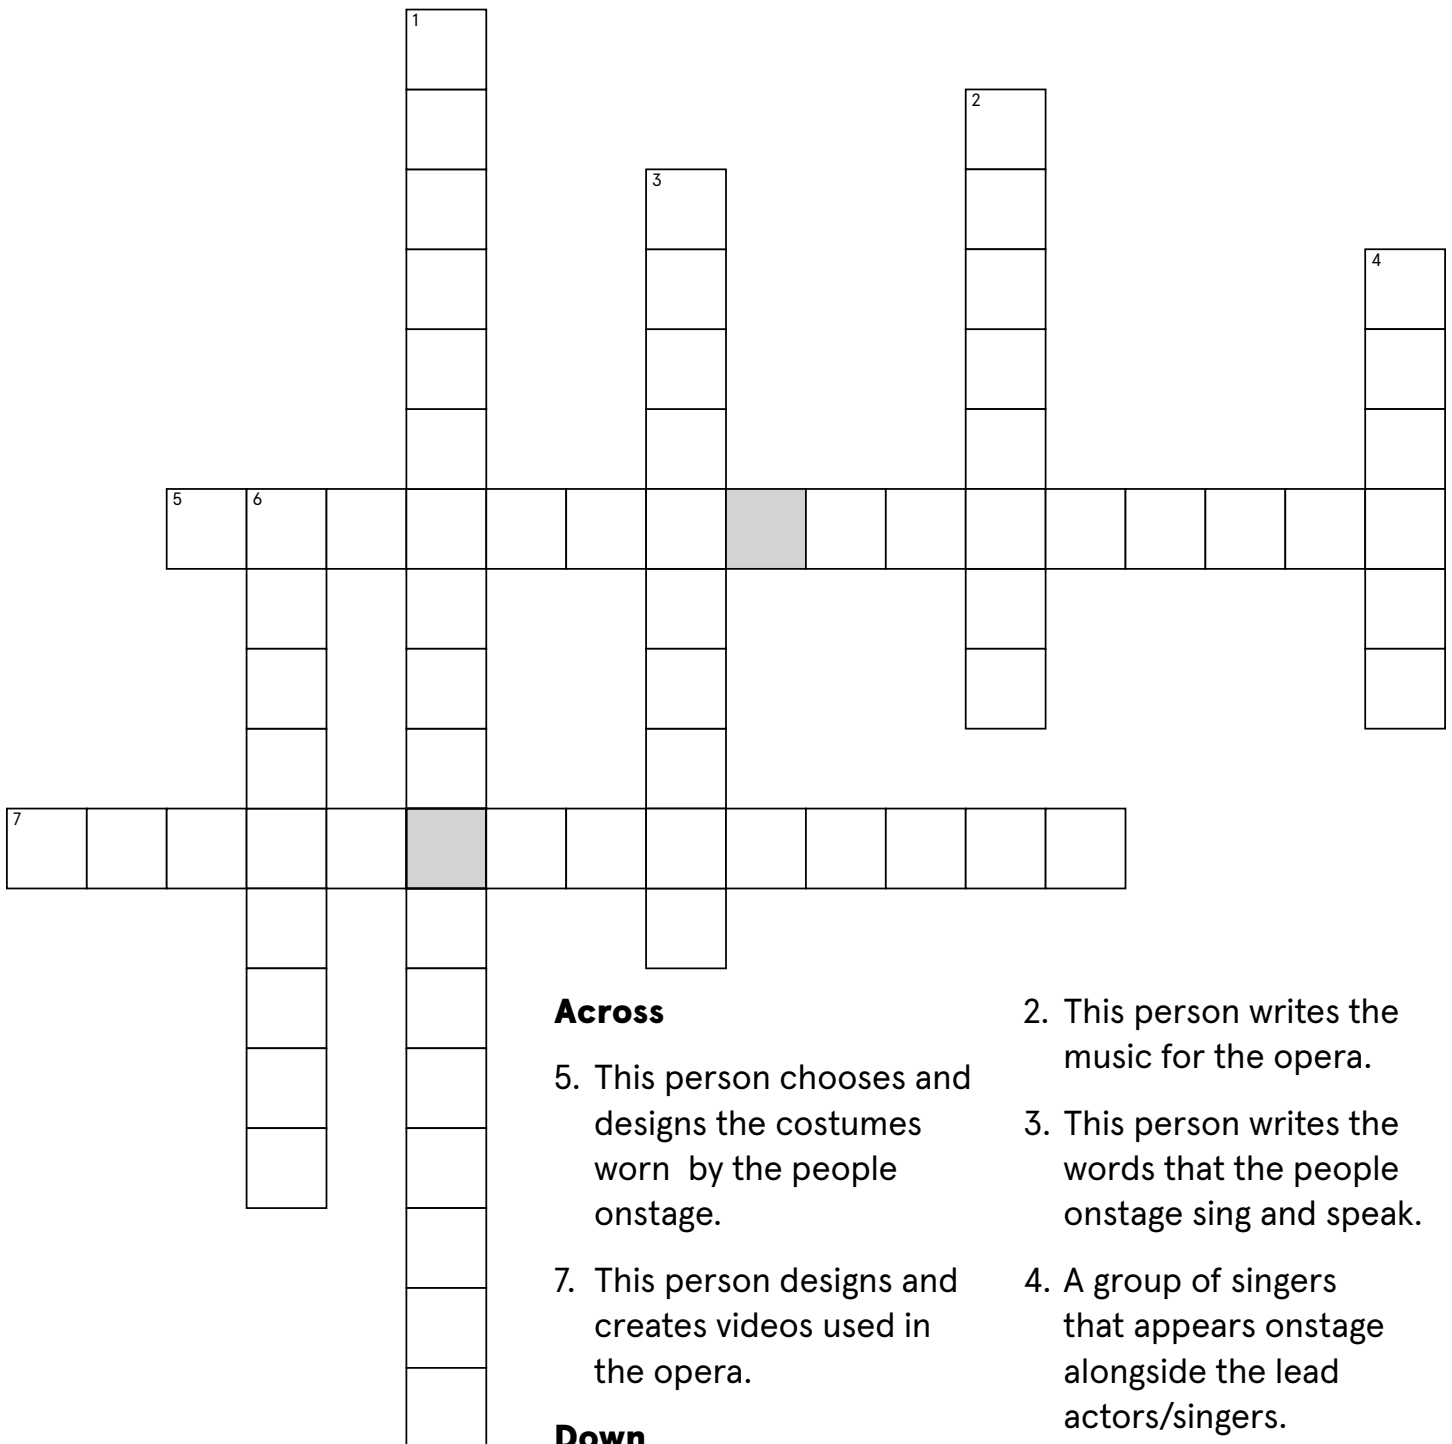 1
2
3
4
5 6
7
Across
5. This person chooses and
designs the costumes
worn  by the people
onstage.
7. This person designs and
creates videos used in
the opera.
Down
2. This person writes the
music for the opera.
3. This person writes the
words that the people
onstage sing and speak.
4. A group of singers
that appears onstage
alongside the lead
actors/singers.